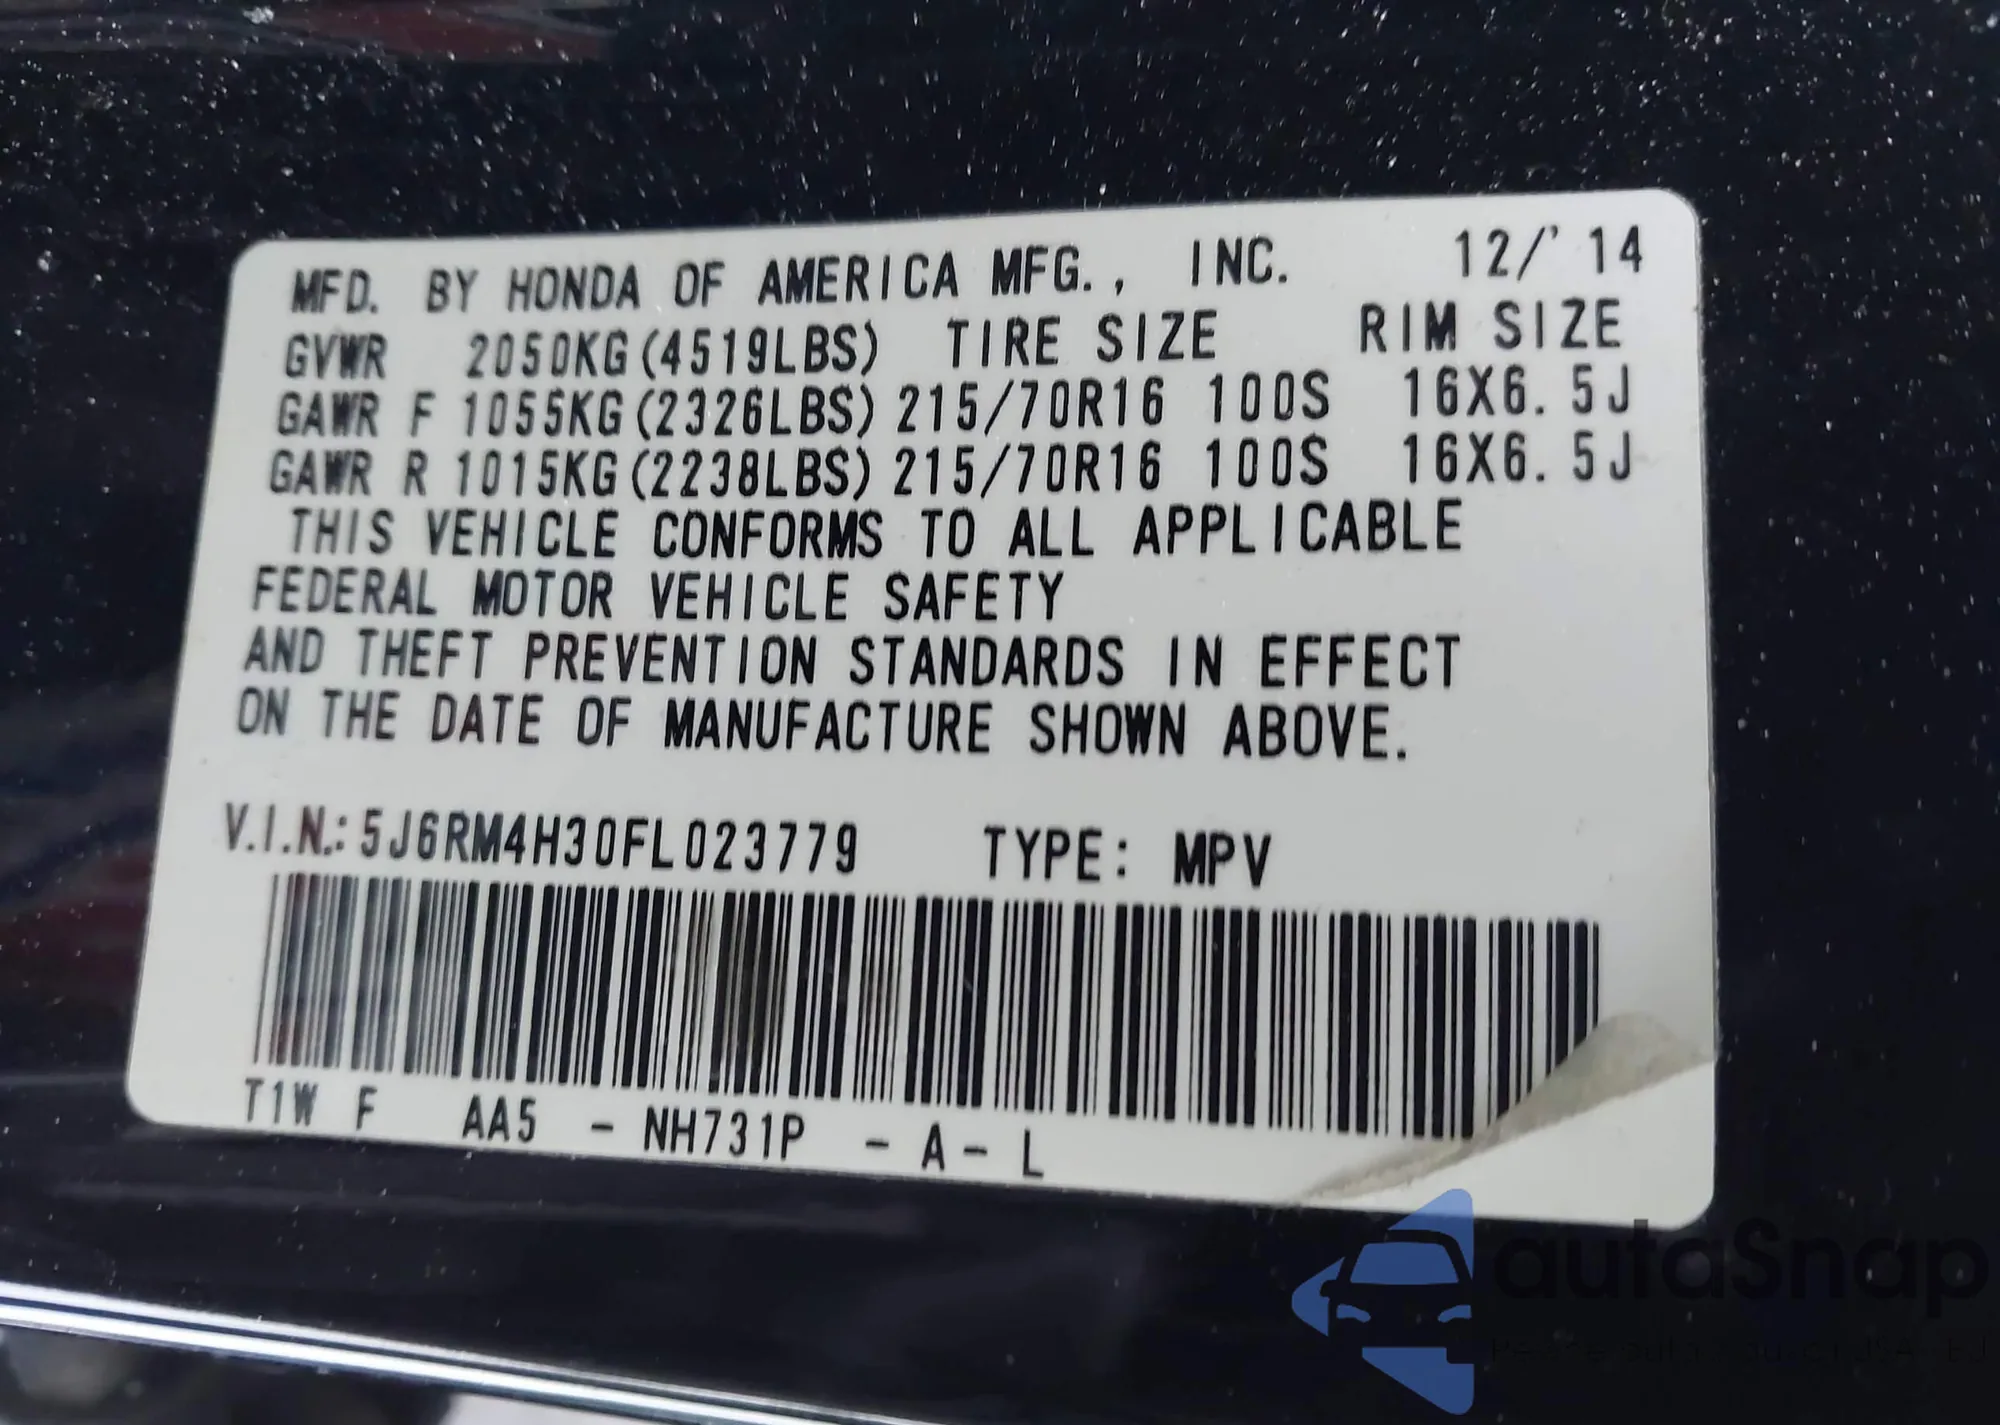 MFD. BY HONDA OF AMERICA MFG., INC. 12/'14
GVWR 2050KG(4519LBS) TIRE SIZE RIM SIZE
GAWR F 1055KG(2326LBS) 215/70R16 100S 16X6.5J
GAWR R 1015KG(2238LBS) 215/70R16 100S 16X6.5J
THIS VEHICLE CONFORMS TO ALL APPLICABLE
FEDERAL MOTOR VEHICLE SAFETY
AND THEFT PREVENTION STANDARDS IN EFFECT
ON THE DATE OF MANUFACTURE SHOWN ABOVE.
V.I.N.: 5J6RM4H30FL023779 TYPE: MPV
T1W F AA5 - NH731P - A - L
autoSnap